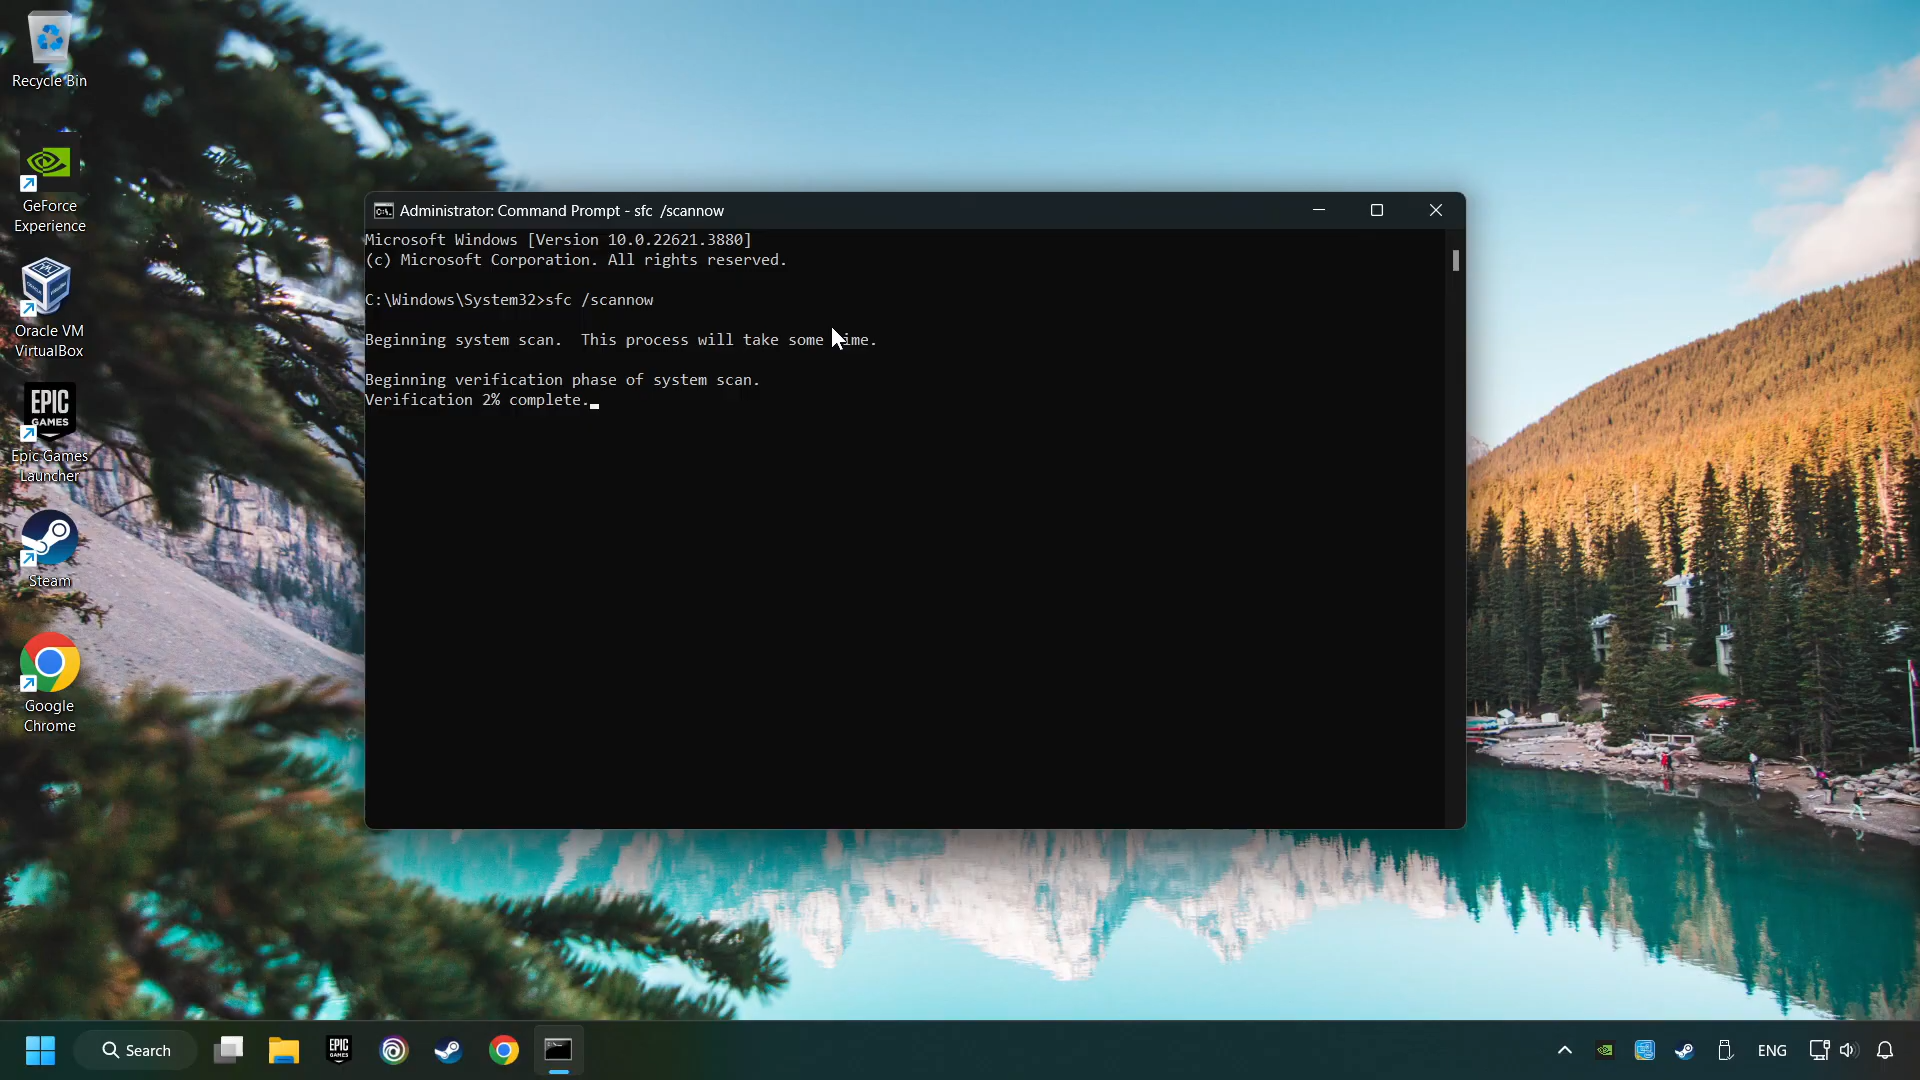 Recycle Bin
GeForce
Experience
Oracle VM
VirtualBox
EPIC
GAMES
Epic Games
Launcher
Steam
Google
Chrome
Administrator: Command Prompt - sfc  /scannow
Microsoft Windows [Version 10.0.22621.3880]
(c) Microsoft Corporation. All rights reserved.
C:\Windows\System32>sfc /scannow
Beginning system scan.  This process will take some time.
Beginning verification phase of system scan.
Verification 2% complete.
Search
EPIC
GAMES
ENG